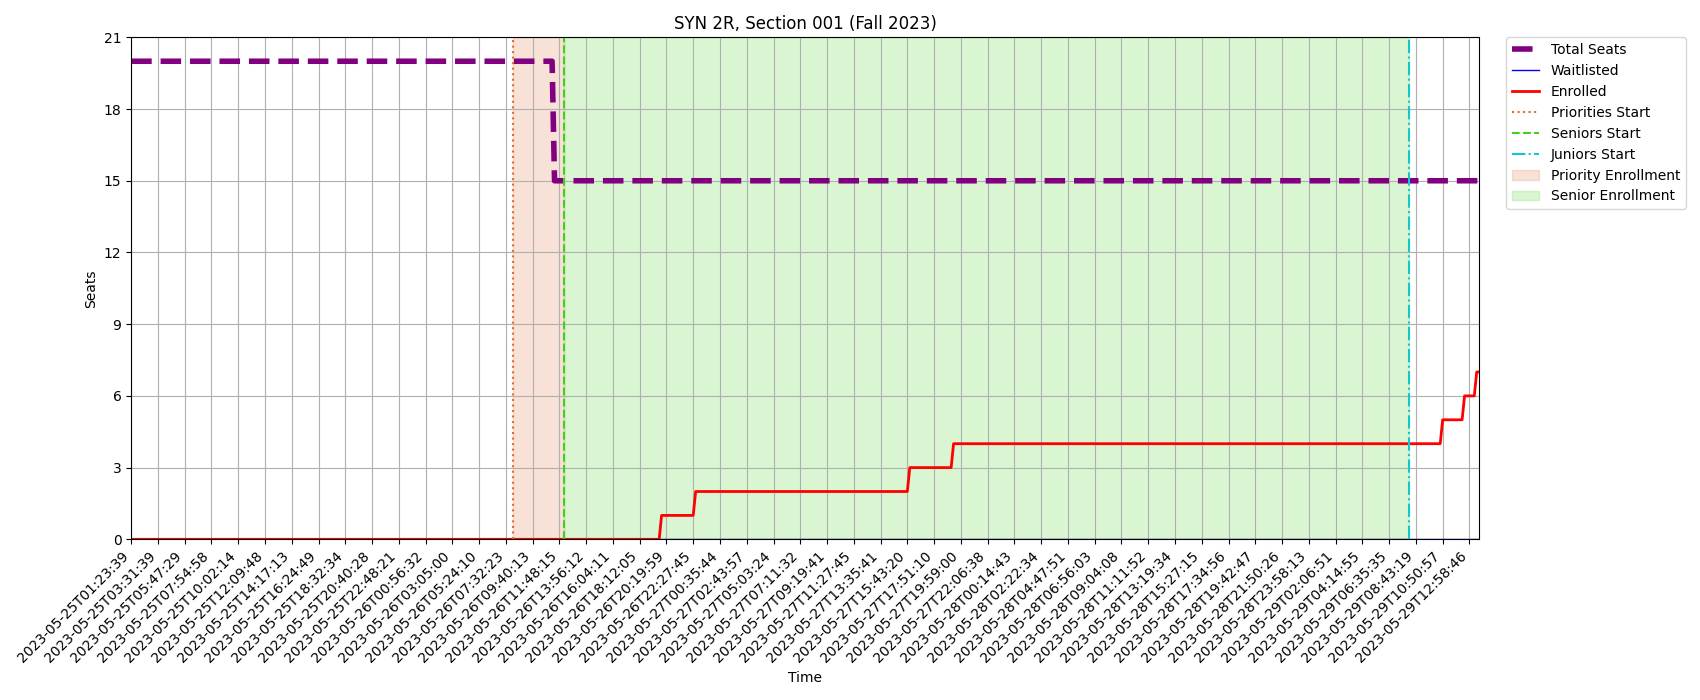 SYN 2R, Section 001 (Fall 2023)
21
18
15
12
9
6
3
0
Seats
2023-05-25T01:23:39
2023-05-25T03:31:39
2023-05-25T05:47:29
2023-05-25T07:54:58
2023-05-25T10:02:14
2023-05-25T12:09:48
2023-05-25T14:17:13
2023-05-25T16:24:49
2023-05-25T18:32:34
2023-05-25T20:40:28
2023-05-25T22:48:21
2023-05-26T00:56:32
2023-05-26T03:05:00
2023-05-26T05:24:10
2023-05-26T07:32:23
2023-05-26T09:40:13
2023-05-26T11:48:15
2023-05-26T13:56:12
2023-05-26T16:04:11
2023-05-26T18:12:05
2023-05-26T20:19:59
2023-05-26T22:27:45
2023-05-27T00:35:44
2023-05-27T02:43:57
2023-05-27T05:03:24
2023-05-27T07:11:32
2023-05-27T09:19:41
2023-05-27T11:27:45
2023-05-27T13:35:41
2023-05-27T15:43:20
2023-05-27T17:51:10
2023-05-27T19:59:00
2023-05-27T22:06:38
2023-05-28T00:14:43
2023-05-28T02:22:34
2023-05-28T04:47:51
2023-05-28T06:56:03
2023-05-28T09:04:08
2023-05-28T11:11:52
2023-05-28T13:19:34
2023-05-28T15:27:15
2023-05-28T17:34:56
2023-05-28T19:42:47
2023-05-28T21:50:26
2023-05-28T23:58:13
2023-05-29T02:06:51
2023-05-29T04:14:55
2023-05-29T06:35:35
2023-05-29T08:43:19
2023-05-29T10:50:57
2023-05-29T12:58:46
Time
Total Seats
Waitlisted
Enrolled
Priorities Start
Seniors Start
Juniors Start
Priority Enrollment
Senior Enrollment